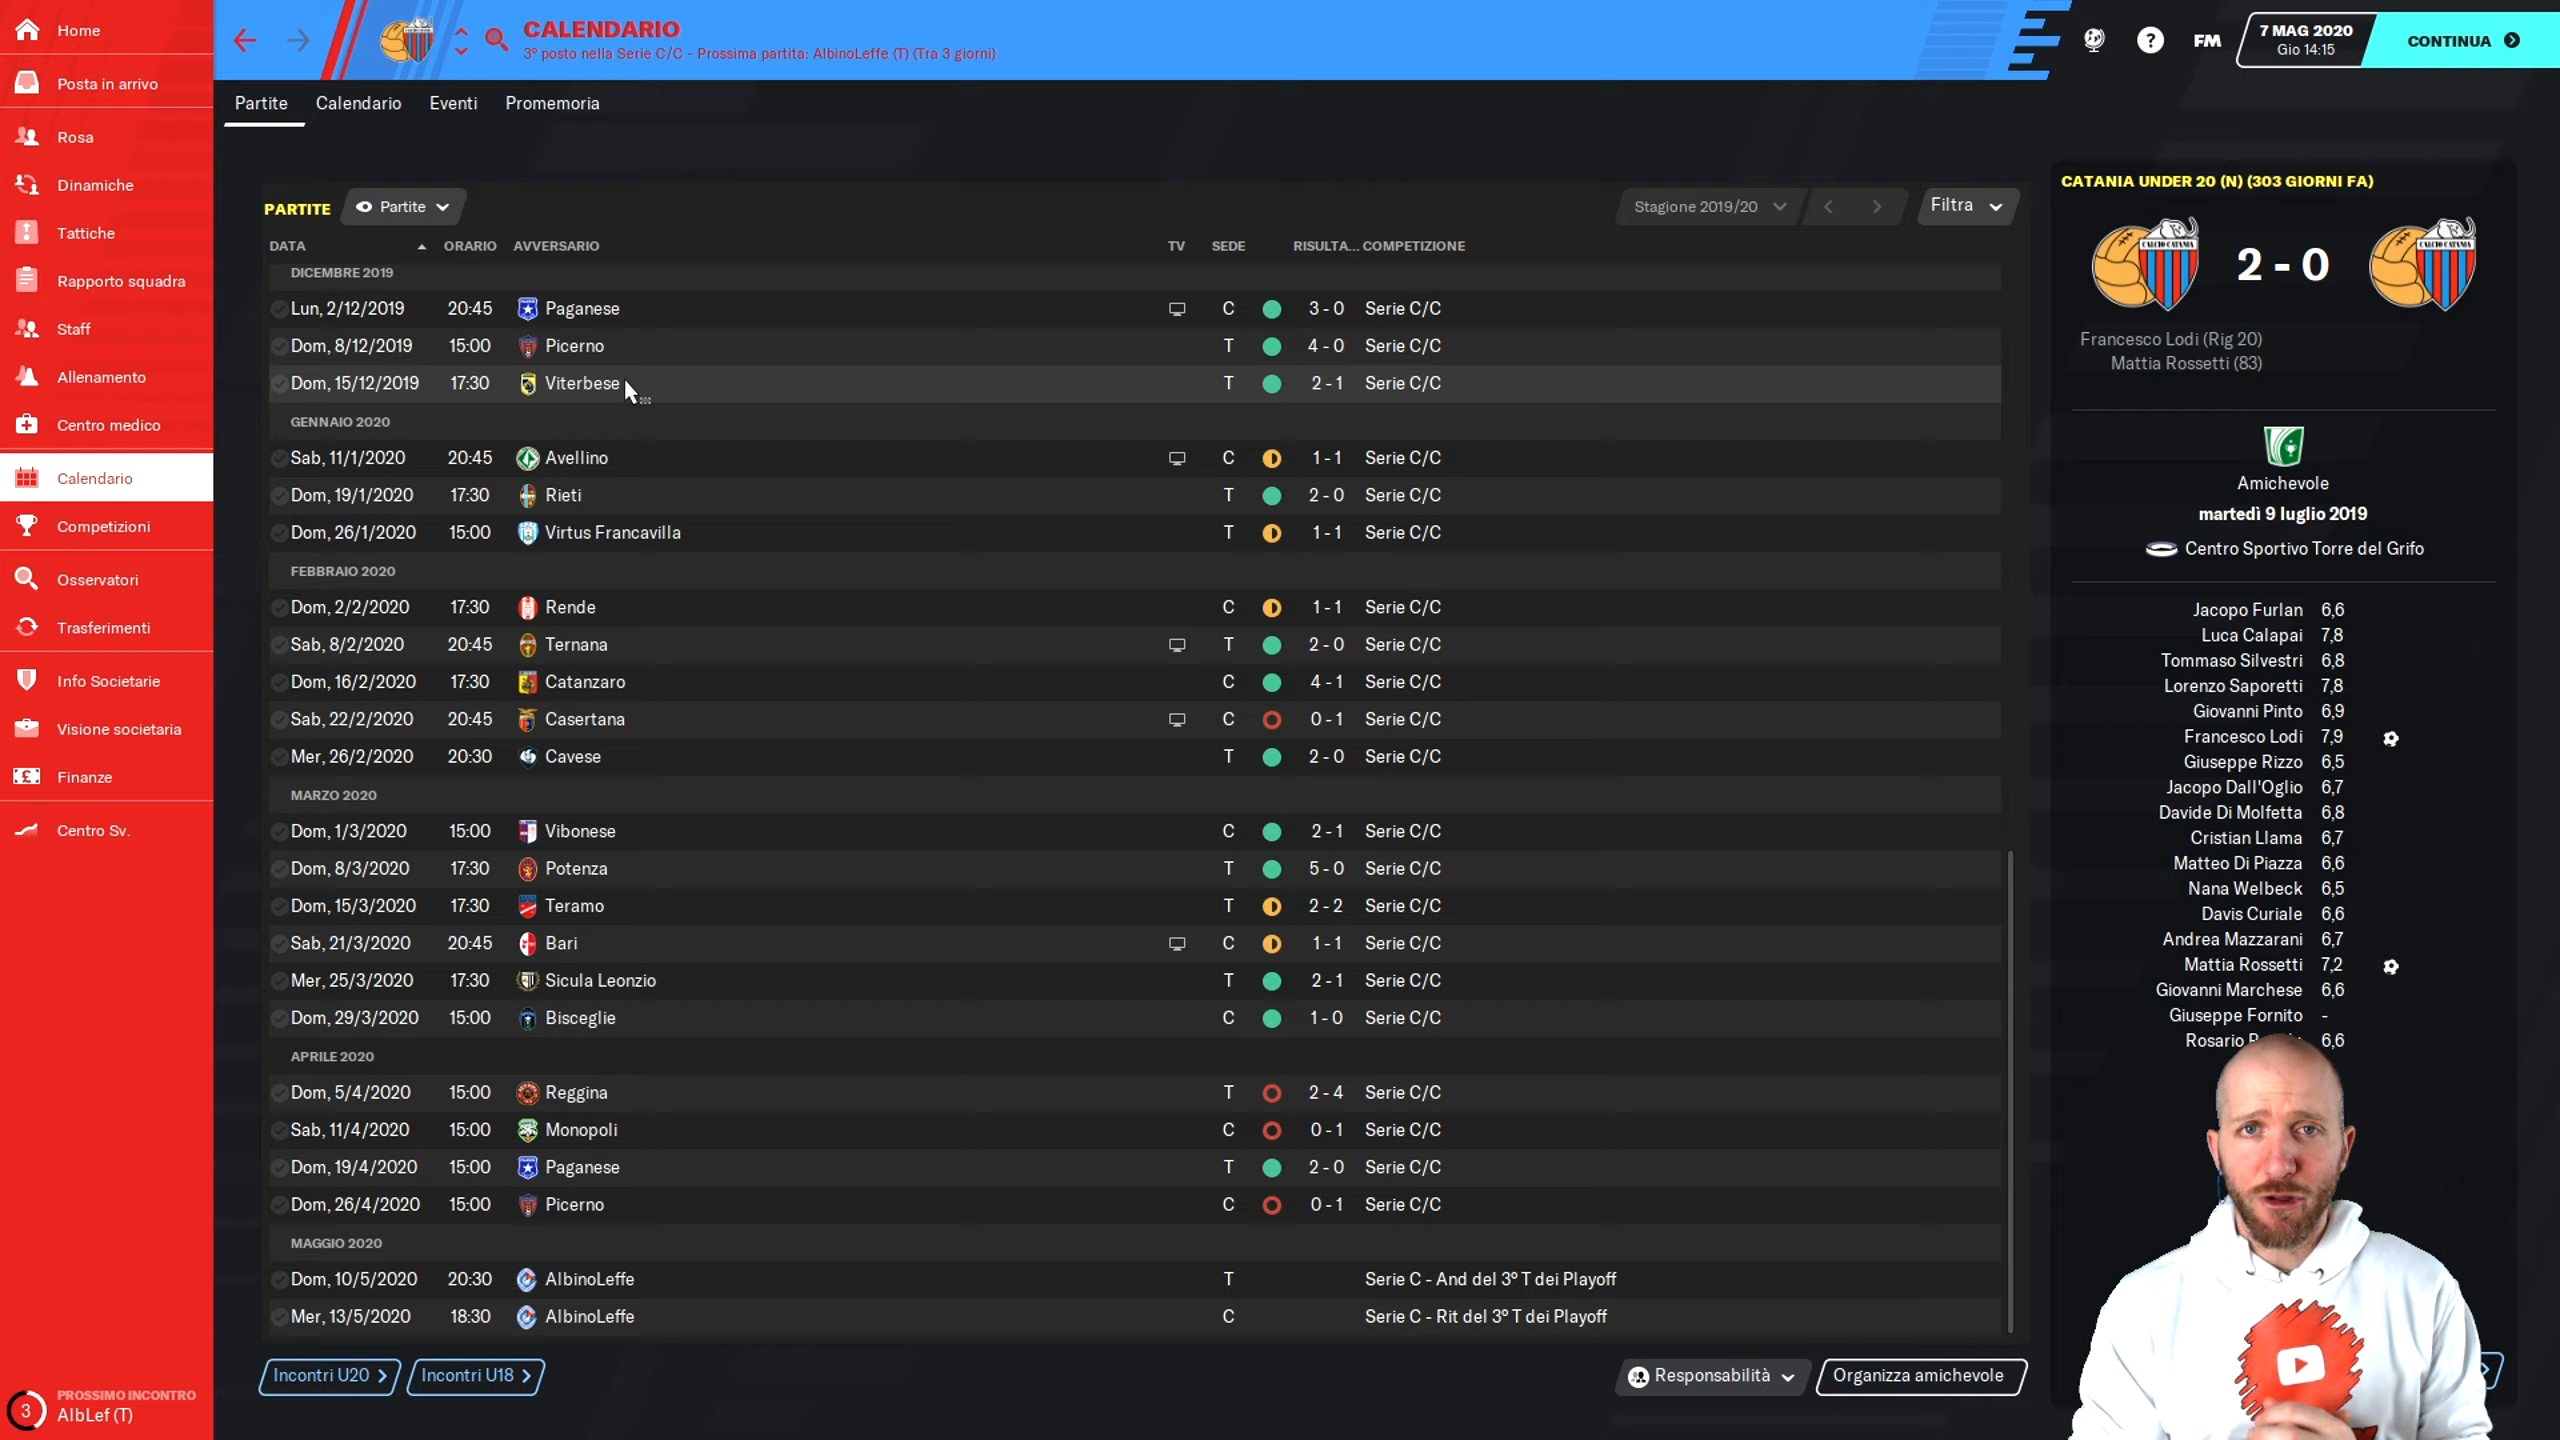 Home
Posta in arrivo
Rosa
Dinamiche
Tattiche
Rapporto squadra
Staff
Allenamento
Centro medico
Calendario
Competizioni
Osservatori
Trasferimenti
Info Societarie
Visione societaria
Finanze
Centro Sv.
3
PROSSIMO INCONTRO
AlbLef (T)
CALENDARIO
3º posto nella Serie C/C - Prossima partita: AlbinoLeffe (T) (Tra 3 giorni)
FM
7 MAG 2020
Gio 14:15
CONTINUA
Partite Calendario Eventi Promemoria
PARTITE Partite Stagione 2019/20 Filtra
DATA ORARIO AVVERSARIO TV SEDE RISULTA... COMPETIZIONE
DICEMBRE 2019
Lun, 2/12/2019 20:45 Paganese C 3 - 0 Serie C/C
Dom, 8/12/2019 15:00 Picerno T 4 - 0 Serie C/C
Dom, 15/12/2019 17:30 Viterbese T 2 - 1 Serie C/C
GENNAIO 2020
Sab, 11/1/2020 20:45 Avellino C 1 - 1 Serie C/C
Dom, 19/1/2020 17:30 Rieti T 2 - 0 Serie C/C
Dom, 26/1/2020 15:00 Virtus Francavilla T 1 - 1 Serie C/C
FEBBRAIO 2020
Dom, 2/2/2020 17:30 Rende C 1 - 1 Serie C/C
Sab, 8/2/2020 20:45 Ternana T 2 - 0 Serie C/C
Dom, 16/2/2020 17:30 Catanzaro C 4 - 1 Serie C/C
Sab, 22/2/2020 20:45 Casertana C 0 - 1 Serie C/C
Mer, 26/2/2020 20:30 Cavese T 2 - 0 Serie C/C
MARZO 2020
Dom, 1/3/2020 15:00 Vibonese C 2 - 1 Serie C/C
Dom, 8/3/2020 17:30 Potenza T 5 - 0 Serie C/C
Dom, 15/3/2020 17:30 Teramo T 2 - 2 Serie C/C
Sab, 21/3/2020 20:45 Bari C 1 - 1 Serie C/C
Mer, 25/3/2020 17:30 Sicula Leonzio T 2 - 1 Serie C/C
Dom, 29/3/2020 15:00 Bisceglie C 1 - 0 Serie C/C
APRILE 2020
Dom, 5/4/2020 15:00 Reggina T 2 - 4 Serie C/C
Sab, 11/4/2020 15:00 Monopoli C 0 - 1 Serie C/C
Dom, 19/4/2020 15:00 Paganese T 2 - 0 Serie C/C
Dom, 26/4/2020 15:00 Picerno C 0 - 1 Serie C/C
MAGGIO 2020
Dom, 10/5/2020 20:30 AlbinoLeffe T Serie C - And del 3º T dei Playoff
Mer, 13/5/2020 18:30 AlbinoLeffe C Serie C - Rit del 3º T dei Playoff
Incontri U20 Incontri U18 Responsabilità Organizza amichevole
CATANIA UNDER 20 (N) (303 GIORNI FA)
CALCIO CATANIA 2 - 0 CALCIO CATANIA
Francesco Lodi (Rig 20)
Mattia Rossetti (83)
Amichevole
martedì 9 luglio 2019
Centro Sportivo Torre del Grifo
Jacopo Furlan 6,6
Luca Calapai 7,8
Tommaso Silvestri 6,8
Lorenzo Saporetti 7,8
Giovanni Pinto 6,9
Francesco Lodi 7,9
Giuseppe Rizzo 6,5
Jacopo Dall'Oglio 6,7
Davide Di Molfetta 6,8
Cristian Llama 6,7
Matteo Di Piazza 6,6
Nana Welbeck 6,5
Davis Curiale 6,6
Andrea Mazzarani 6,7
Mattia Rossetti 7,2
Giovanni Marchese 6,6
Giuseppe Fornito -
Rosario 6,6